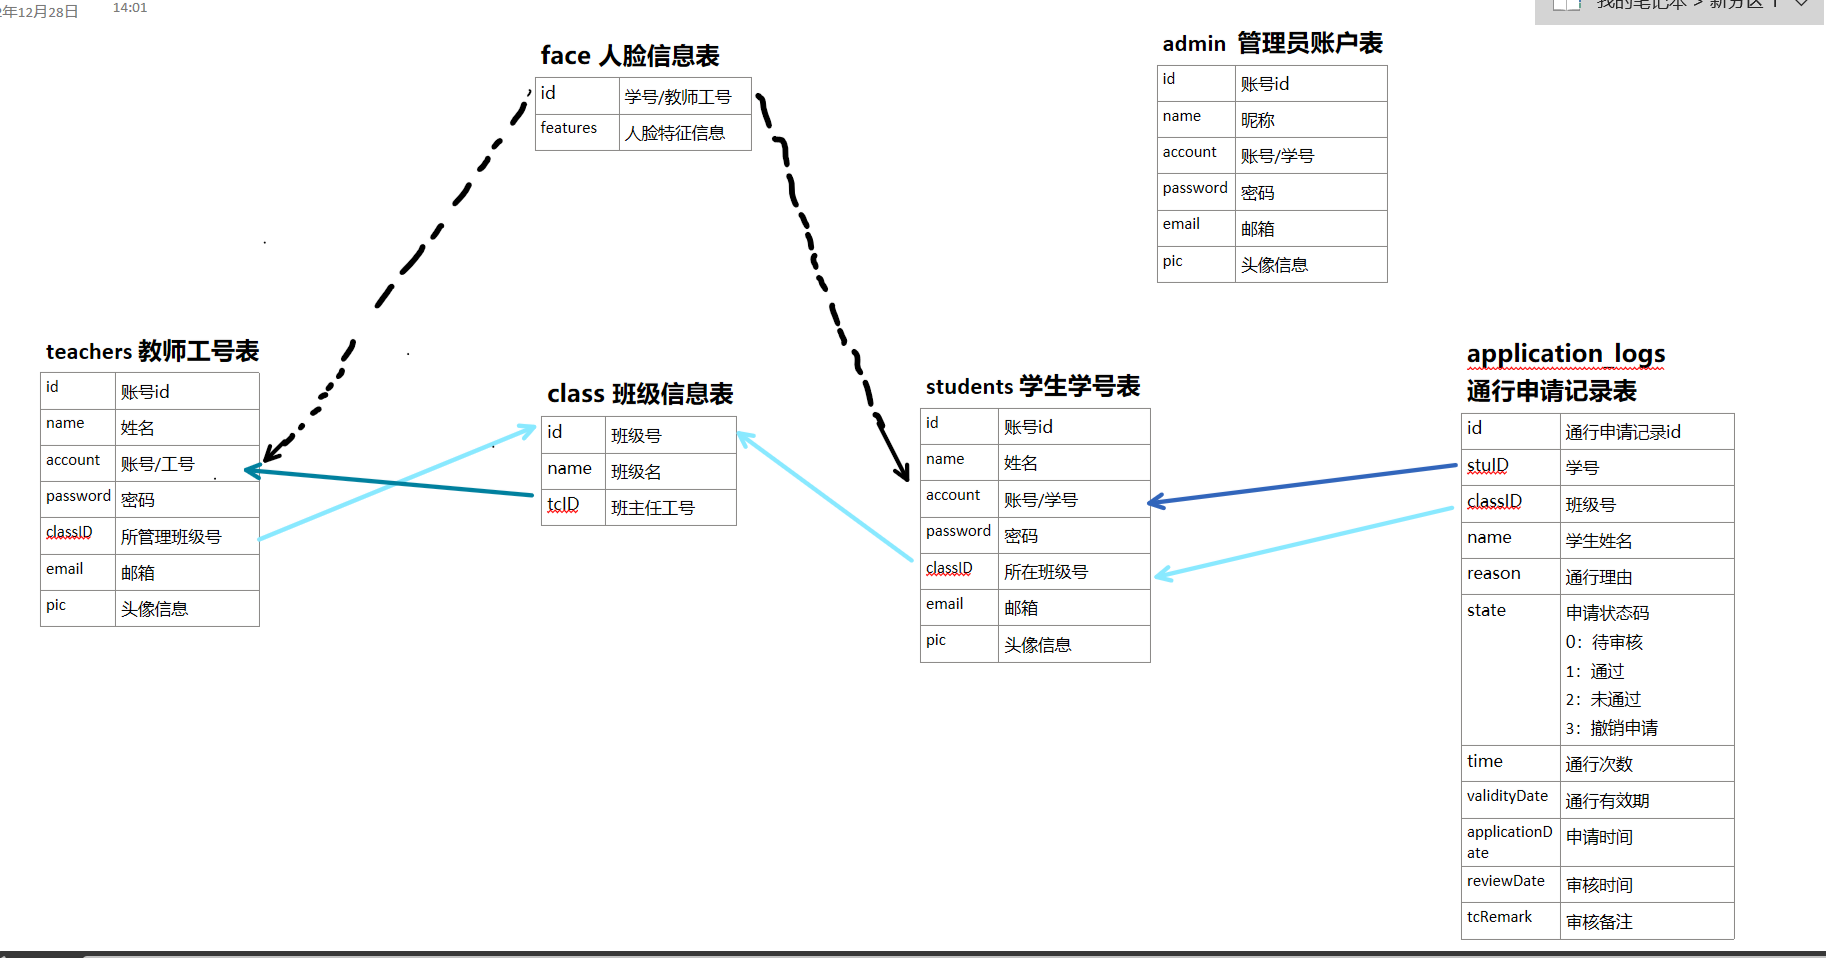 年12月28日 14:01
我的笔记本 > 新分区 1
face 人脸信息表
id 学号/教师工号
features 人脸特征信息
admin 管理员账户表
id 账号id
name 昵称
account 账号/学号
password 密码
email 邮箱
pic 头像信息
teachers 教师工号表
id 账号id
name 姓名
account 账号/工号
password 密码
classID 所管理班级号
email 邮箱
pic 头像信息
class 班级信息表
id 班级号
name 班级名
tcID 班主任工号
students 学生学号表
id 账号id
name 姓名
account 账号/学号
password 密码
classID 所在班级号
email 邮箱
pic 头像信息
application_logs
通行申请记录表
id 通行申请记录id
stuID 学号
classID 班级号
name 学生姓名
reason 通行理由
state 申请状态码
0：待审核
1：通过
2：未通过
3：撤销申请
time 通行次数
validityDate 通行有效期
applicationD 申请时间
ate
reviewDate 审核时间
tcRemark 审核备注